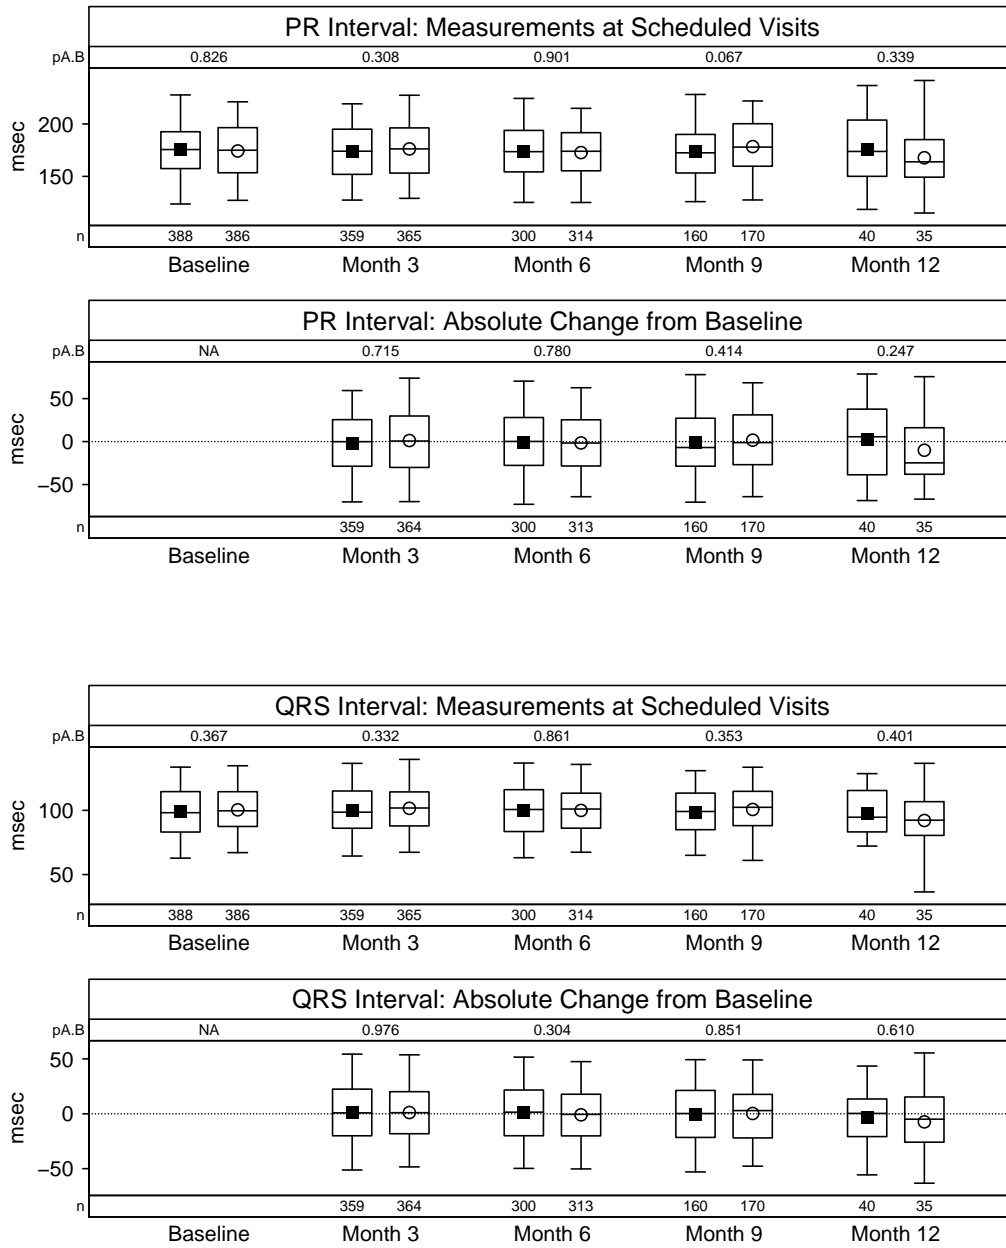 PR Interval: Measurements at Scheduled Visits
pA.B 0.826 0.308 0.901 0.067 0.339
200
msec
150
n 388 386 359 365 300 314 160 170 40 35
Baseline Month 3 Month 6 Month 9 Month 12
PR Interval: Absolute Change from Baseline
pA.B NA 0.715 0.780 0.414 0.247
50
msec
0
−50
n 359 364 300 313 160 170 40 35
Baseline Month 3 Month 6 Month 9 Month 12
QRS Interval: Measurements at Scheduled Visits
pA.B 0.367 0.332 0.861 0.353 0.401
100
msec
50
n 388 386 359 365 300 314 160 170 40 35
Baseline Month 3 Month 6 Month 9 Month 12
QRS Interval: Absolute Change from Baseline
pA.B NA 0.976 0.304 0.851 0.610
50
msec
0
−50
n 359 364 300 313 160 170 40 35
Baseline Month 3 Month 6 Month 9 Month 12